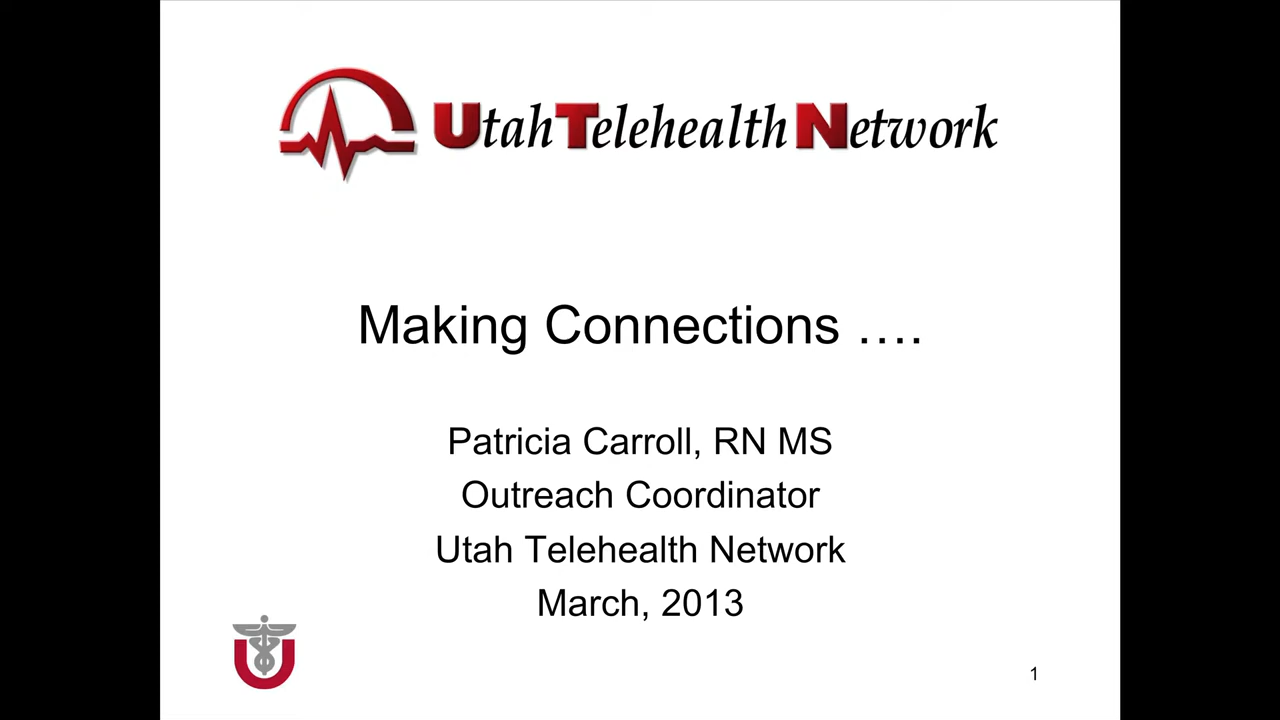 Utah Telehealth Network
Making Connections ….
Patricia Carroll, RN MS
Outreach Coordinator
Utah Telehealth Network
March, 2013
U
1